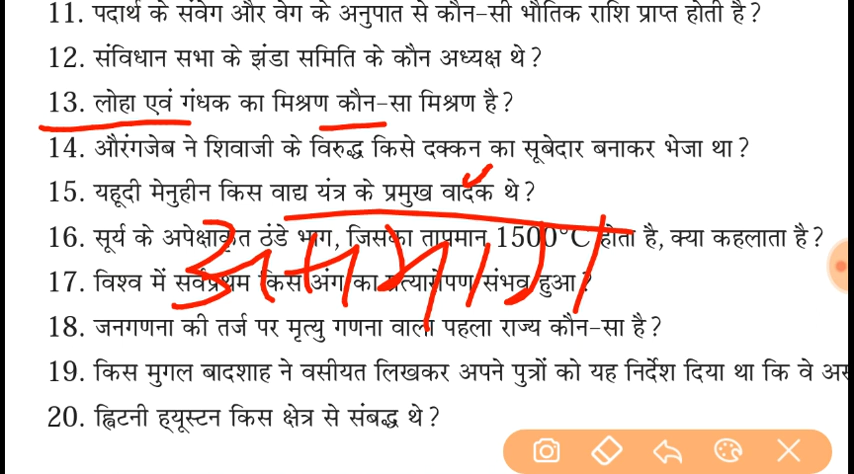 11. पदार्थ के संवेग और वेग के अनुपात से कौन-सी भौतिक राशि प्राप्त होती है?
12. संविधान सभा के झंडा समिति के कौन अध्यक्ष थे?
13. लोहा एवं गंधक का मिश्रण कौन-सा मिश्रण है?
14. औरंगजेब ने शिवाजी के विरुद्ध किसे दक्कन का सूबेदार बनाकर भेजा था?
15. यहूदी मेनुहीन किस वाद्य यंत्र के प्रमुख वादक थे?
16. सूर्य के अपेक्षाकृत ठंडे भाग, जिसका तापमान 1500°C होता है, क्या कहलाता है?
असमांग
17. विश्व में सर्वप्रथम किस अंग का प्रत्यारोपण संभव हुआ?
18. जनगणना की तर्ज पर मृत्यु गणना वाला पहला राज्य कौन-सा है?
19. किस मुगल बादशाह ने वसीयत लिखकर अपने पुत्रों को यह निर्देश दिया था कि वे अस
20. ह्विटनी ह्यूस्टन किस क्षेत्र से संबद्ध थे?